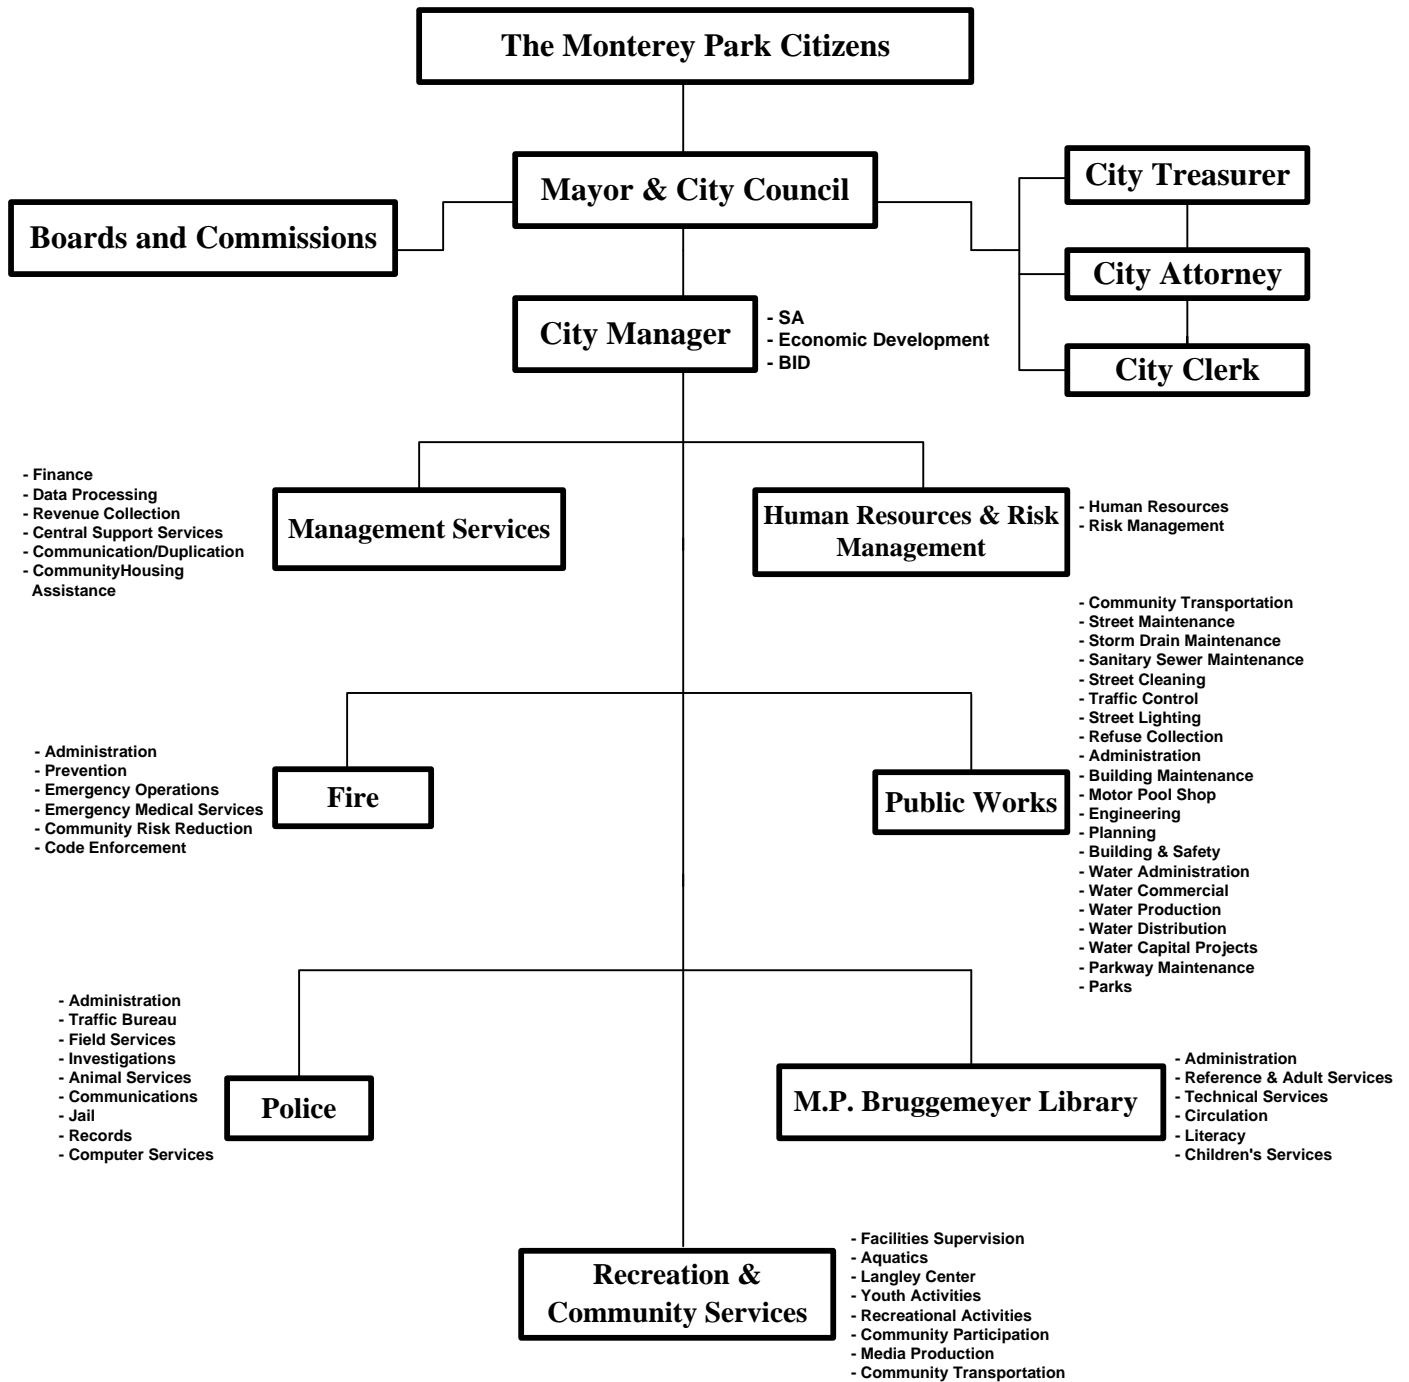 The Monterey Park Citizens
Mayor & City Council
City Treasurer
Boards and Commissions
City Attorney
City Manager
- SA
- Economic Development
- BID
City Clerk
- Finance
- Data Processing
- Revenue Collection
- Central Support Services
- Communication/Duplication
- CommunityHousing
Assistance
Management Services
Human Resources & Risk
Management
- Human Resources
- Risk Management
- Administration
- Prevention
- Emergency Operations
- Emergency Medical Services
- Community Risk Reduction
- Code Enforcement
Fire
Public Works
- Community Transportation
- Street Maintenance
- Storm Drain Maintenance
- Sanitary Sewer Maintenance
- Street Cleaning
- Traffic Control
- Street Lighting
- Refuse Collection
- Administration
- Building Maintenance
- Motor Pool Shop
- Engineering
- Planning
- Building & Safety
- Water Administration
- Water Commercial
- Water Production
- Water Distribution
- Water Capital Projects
- Parkway Maintenance
- Parks
- Administration
- Traffic Bureau
- Field Services
- Investigations
- Animal Services
- Communications
- Jail
- Records
- Computer Services
Police
M.P. Bruggemeyer Library
- Administration
- Reference & Adult Services
- Technical Services
- Circulation
- Literacy
- Children's Services
Recreation &
Community Services
- Facilities Supervision
- Aquatics
- Langley Center
- Youth Activities
- Recreational Activities
- Community Participation
- Media Production
- Community Transportation